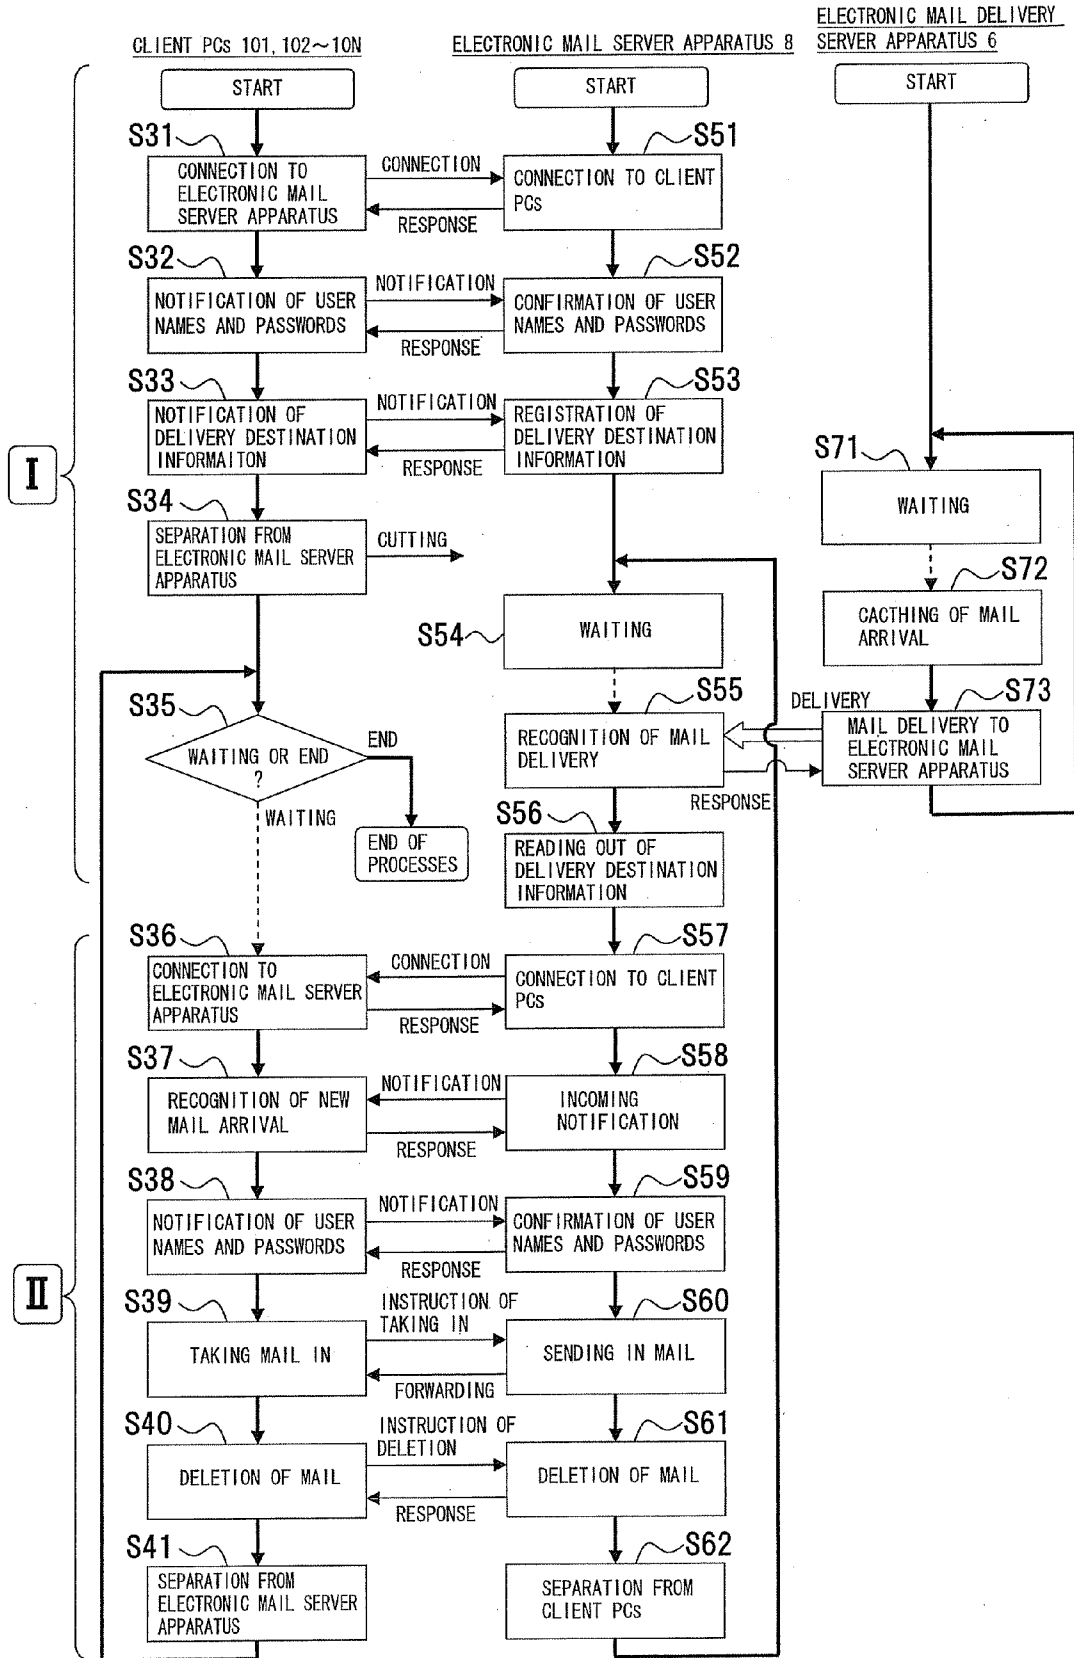 ELECTRONIC MAIL DELIVERY
SERVER APPARATUS 6
CLIENT PCs 101, 102~10N
ELECTRONIC MAIL SERVER APPARATUS 8
START
START
START
S31
CONNECTION TO
ELECTRONIC MAIL
SERVER APPARATUS
CONNECTION
RESPONSE
S51
CONNECTION TO CLIENT
PCs
S32
NOTIFICATION OF USER
NAMES AND PASSWORDS
NOTIFICATION
RESPONSE
S52
CONFIRMATION OF USER
NAMES AND PASSWORDS
S33
NOTIFICATION OF
DELIVERY DESTINATION
INFORMAITON
NOTIFICATION
RESPONSE
S53
REGISTRATION OF
DELIVERY DESTINATION
INFORMATION
I
S71
WAITING
S34
SEPARATION FROM
ELECTRONIC MAIL SERVER
APPARATUS
CUTTING
S72
CACTHING OF MAIL
ARRIVAL
S54
WAITING
S35
WAITING OR END
?
END
WAITING
END OF
PROCESSES
S55
RECOGNITION OF MAIL
DELIVERY
DELIVERY
RESPONSE
S73
MAIL DELIVERY TO
ELECTRONIC MAIL
SERVER APPARATUS
S56
READING OUT OF
DELIVERY DESTINATION
INFORMATION
S36
CONNECTION TO
ELECTRONIC MAIL SERVER
APPARATUS
CONNECTION
RESPONSE
S57
CONNECTION TO CLIENT
PCs
S37
RECOGNITION OF NEW
MAIL ARRIVAL
NOTIFICATION
RESPONSE
S58
INCOMING
NOTIFICATION
S38
NOTIFICATION OF USER
NAMES AND PASSWORDS
NOTIFICATION
RESPONSE
S59
CONFIRMATION OF USER
NAMES AND PASSWORDS
II
S39
TAKING MAIL IN
INSTRUCTION OF
TAKING IN
FORWARDING
S60
SENDING IN MAIL
S40
DELETION OF MAIL
INSTRUCTION OF
DELETION
RESPONSE
S61
DELETION OF MAIL
S41
SEPARATION FROM
ELECTRONIC MAIL SERVER
APPARATUS
S62
SEPARATION FROM
CLIENT PCs